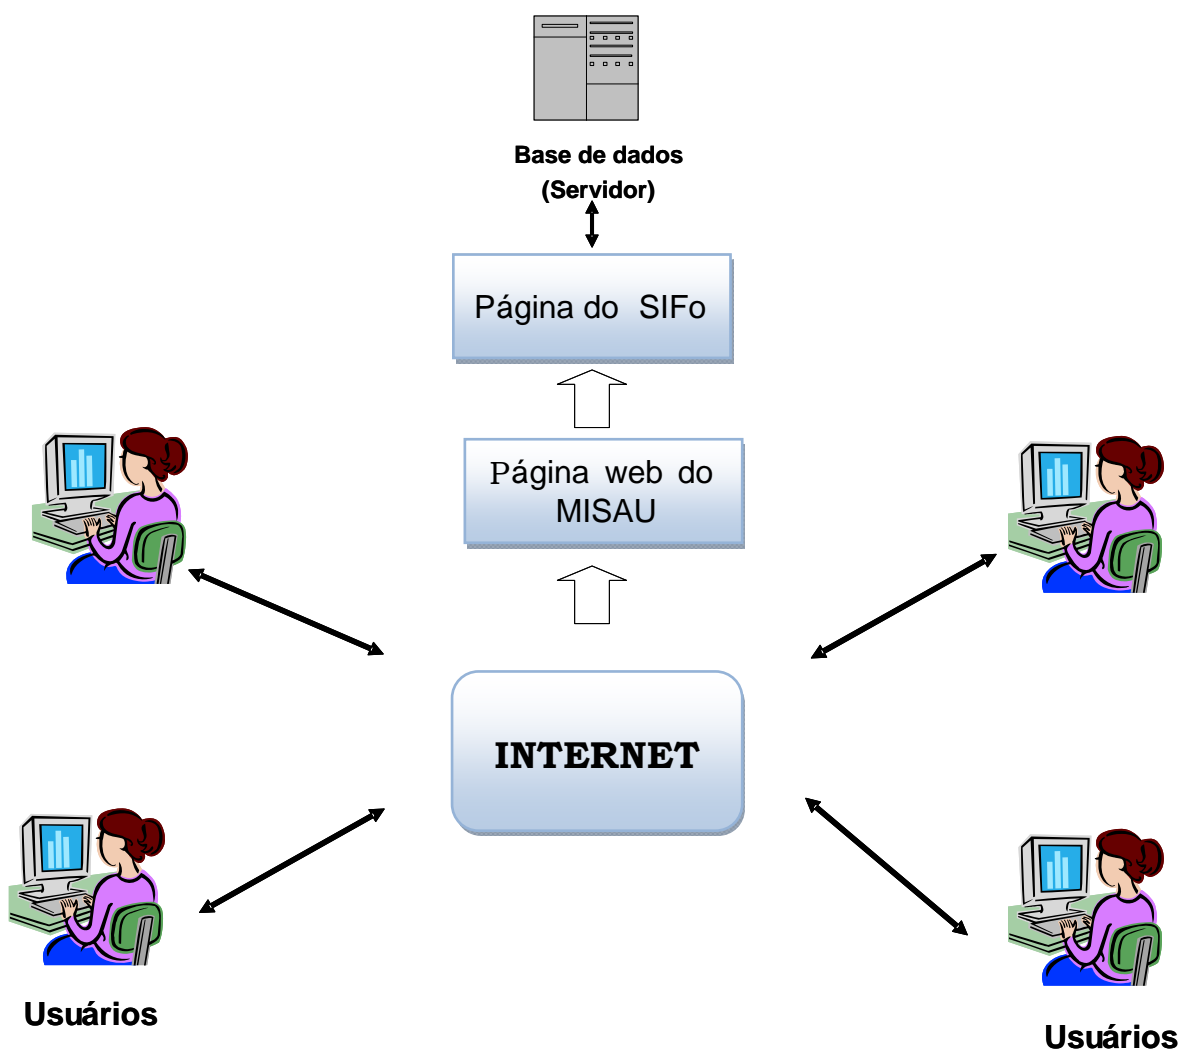 Base de dados
(Servidor)
Página do SIFo
Página web do
MISAU
INTERNET
Usuários
Usuários